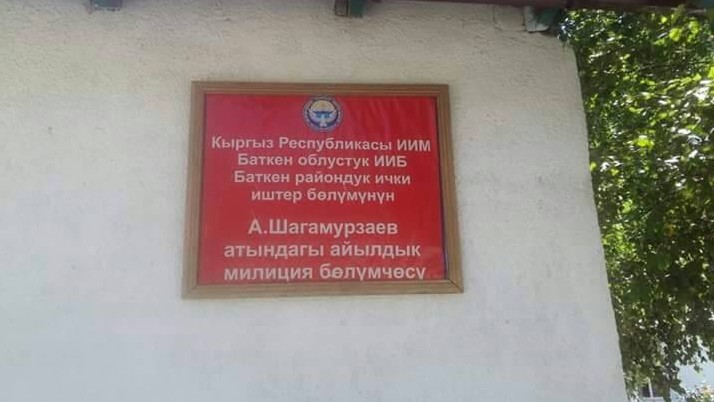 Кыргыз Республикасы ИИМ
Баткен облустук ИИБ
Баткен райондук ички
иштер бөлүмүнүн
А.Шагамурзаев
атындагы айылдык
милиция бөлүмчөсү